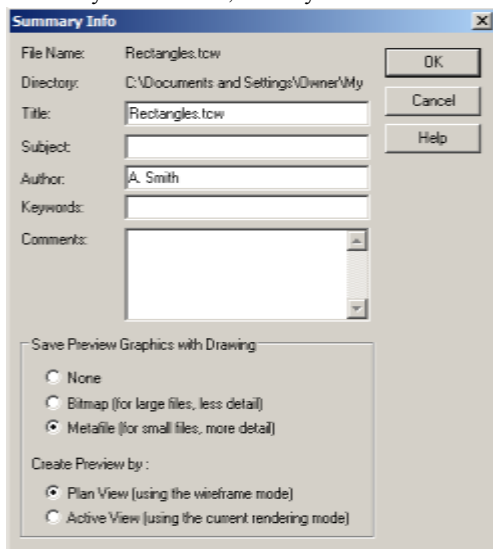 Summary Info
File Name: Rectangles.tcw
OK
Directory: C:\Documents and Settings\Owner\My
Title: Rectangles.tcw
Cancel
Subject:
Help
Author: A. Smith
Keywords:
Comments:
Save Preview Graphics with Drawing
None
Bitmap (for large files, less detail)
Metafile (for small files, more detail)
Create Preview by :
Plan View (using the wireframe mode)
Active View (using the current rendering mode)